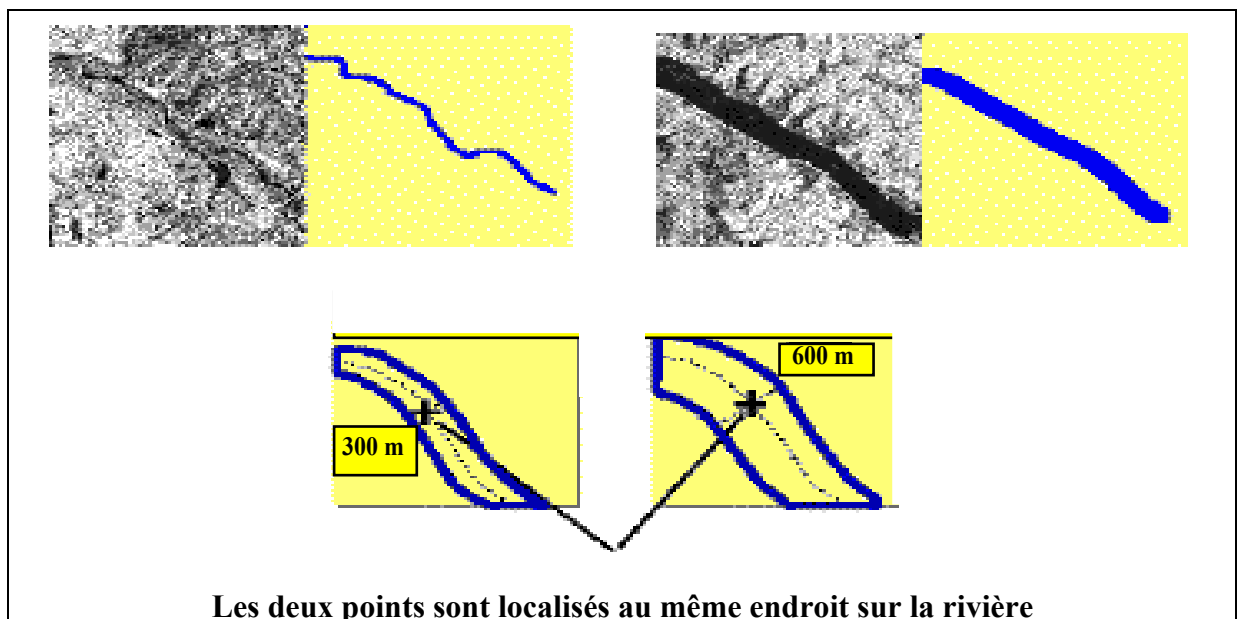 600 m
300 m
Les deux points sont localisés au même endroit sur la rivière